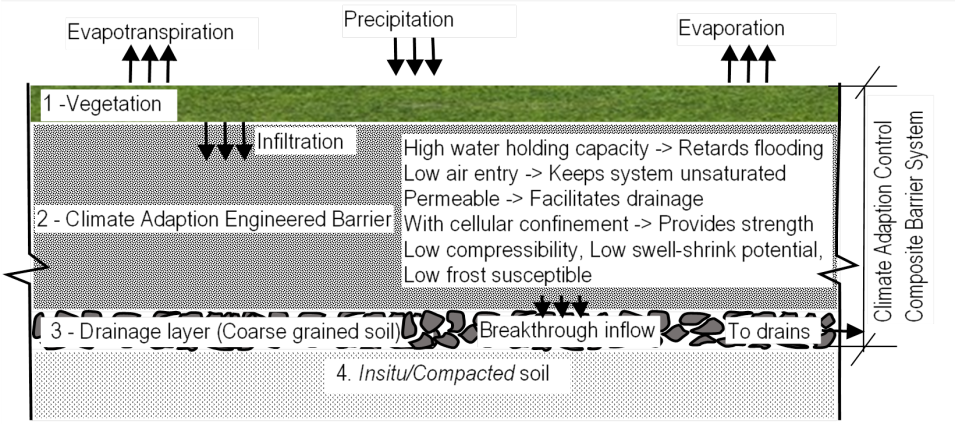 Precipitation
Evapotranspiration
Evaporation
1 -Vegetation
Infiltration
High water holding capacity -> Retards flooding
Low air entry -> Keeps system unsaturated
Permeable -> Facilitates drainage
With cellular confinement -> Provides strength
Low compressibility, Low swell-shrink potential,
Low frost susceptible
2 - Climate Adaption Engineered Barrier
3 - Drainage layer (Coarse grained soil)
Breakthrough inflow
To drains
4. Insitu/Compacted soil
Climate Adaption Control
Composite Barrier System